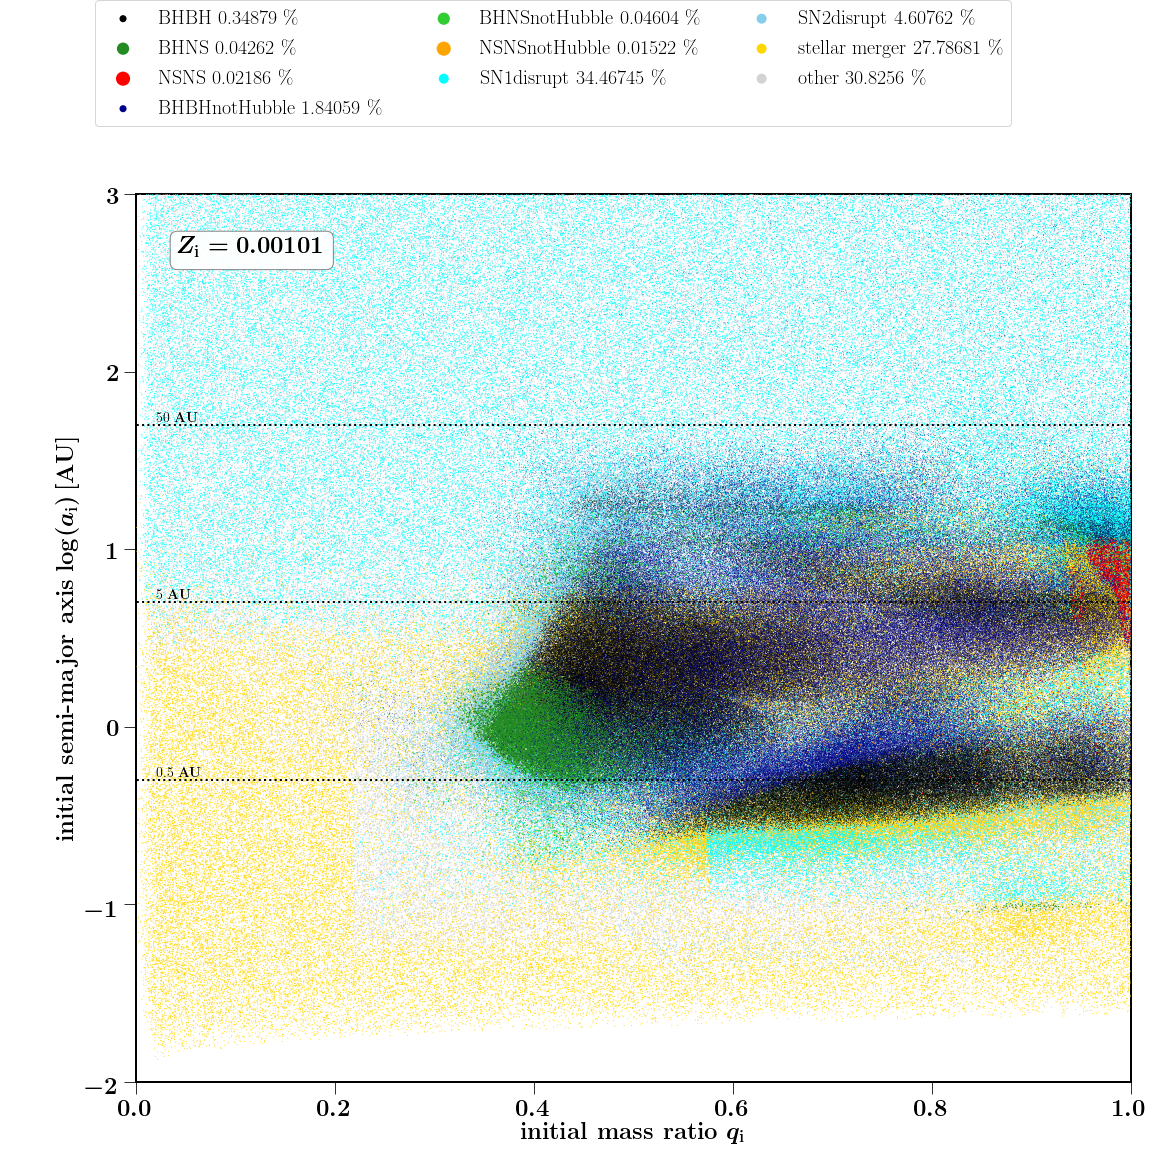 BHBH 0.34879 %
BHNS 0.04262 %
NSNS 0.02186 %
BHBHnotHubble 1.84059 %
BHNSnotHubble 0.04604 %
NSNSnotHubble 0.01522 %
SN1disrupt 34.46745 %
SN2disrupt 4.60762 %
stellar merger 27.78681 %
other 30.8256 %
Zi = 0.00101
3
2
1
0
−1
−2
50 AU
5 AU
0.5 AU
initial semi-major axis log(ai) [AU]
0.0 0.2 0.4 0.6 0.8 1.0
initial mass ratio qi